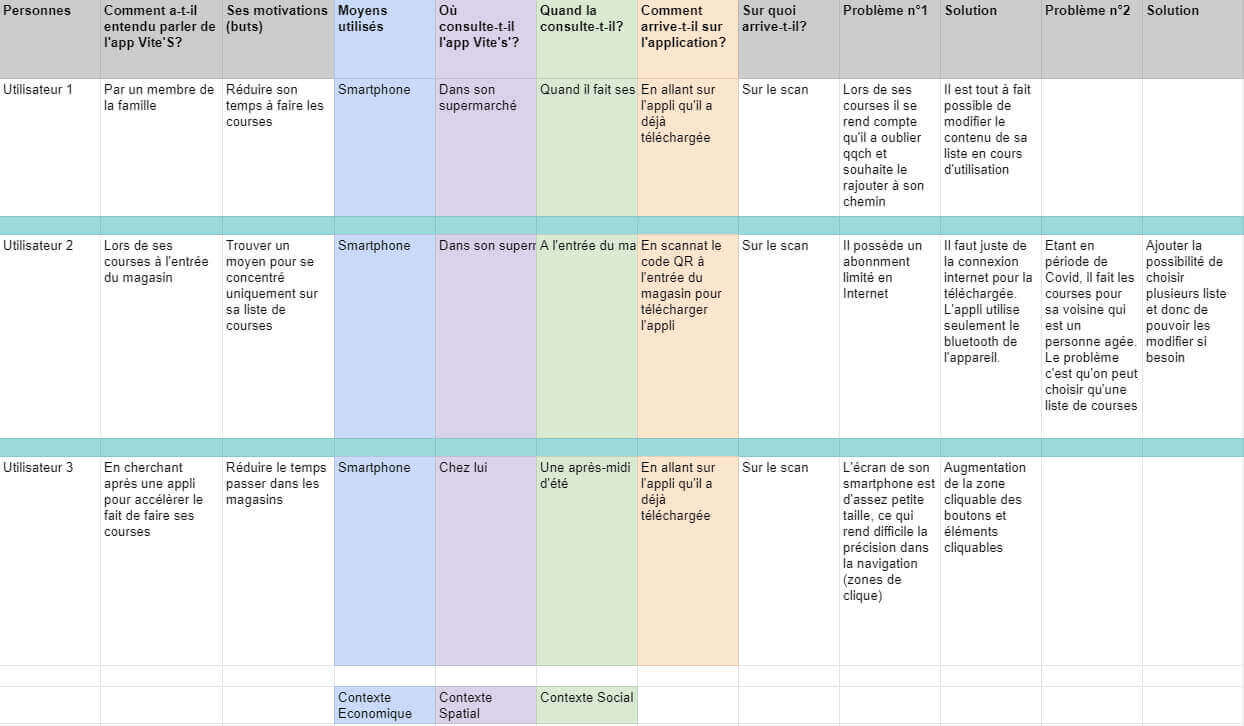 Personnes
Comment a-t-il
entendu parler de
l'app Vite'S?
Ses motivations
(buts)
Moyens
utilisés
Où
consulte-t-il
l'app Vite's'?
Quand la
consulte-t-il?
Comment
arrive-t-il sur
l'application?
Sur quoi
arrive-t-il?
Problème n°1
Solution
Problème n°2
Solution
Utilisateur 1
Par un membre de
la famille
Réduire son
temps à faire les
courses
Smartphone
Dans son
supermarché
Quand il fait ses
En allant sur
l'appli qu'il a
déjà
téléchargée
Sur le scan
Lors de ses
courses il se
rend compte
qu'il a oublier
qqch et
souhaite le
rajouter à son
chemin
Il est tout à fait
possible de
modifier le
contenu de sa
liste en cours
d'utilisation
Utilisateur 2
Lors de ses
courses à l'entrée
du magasin
Trouver un
moyen pour se
concentré
uniquement sur
sa liste de
courses
Smartphone
Dans son superr
A l'entrée du ma
En scannat le
code QR à
l'entrée du
magasin pour
télécharger
l'appli
Sur le scan
Il possède un
abonnment
limité en
Internet
Il faut juste de
la connexion
internet pour la
téléchargée.
L'appli utilise
seulement le
bluetooth de
l'appareil.
Etant en
période de
Covid, il fait les
courses pour
sa voisine qui
est un
personne agée.
Le problème
c'est qu'on peut
choisir qu'une
liste de courses
Ajouter la
possibilité de
choisir
plusieurs liste
et donc de
pouvoir les
modifier si
besoin
Utilisateur 3
En cherchant
après une appli
pour accélérer le
fait de faire ses
courses
Réduire le temps
passer dans les
magasins
Smartphone
Chez lui
Une après-midi
d'été
En allant sur
l'appli qu'il a
déjà
téléchargée
Sur le scan
L'écran de son
smartphone est
d'assez petite
taille, ce qui
rend difficile la
précision dans
la navigation
(zones de
clique)
Augmentation
de la zone
cliquable des
boutons et
éléments
cliquables
Contexte
Economique
Contexte
Spatial
Contexte Social